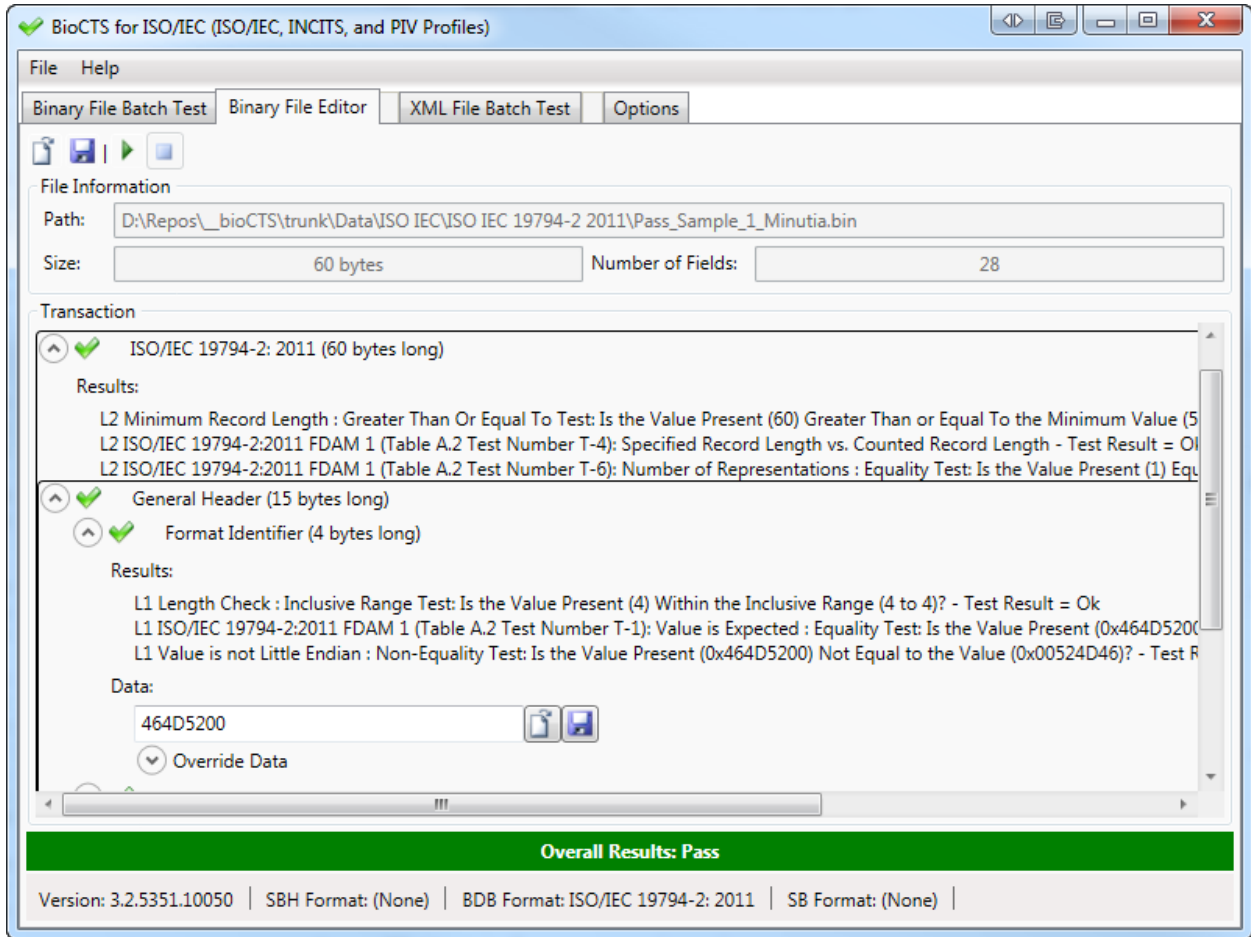 BioCTS for ISO/IEC (ISO/IEC, INCITS, and PIV Profiles)
File Help
Binary File Batch Test Binary File Editor XML File Batch Test Options
File Information
Path: D:\Repos\__bioCTS\trunk\Data\ISO IEC\ISO IEC 19794-2 2011\Pass_Sample_1_Minutia.bin
Size: 60 bytes Number of Fields: 28
Transaction
ISO/IEC 19794-2: 2011 (60 bytes long)
Results:
L2 Minimum Record Length : Greater Than Or Equal To Test: Is the Value Present (60) Greater Than or Equal To the Minimum Value (5
L2 ISO/IEC 19794-2:2011 FDAM 1 (Table A.2 Test Number T-4): Specified Record Length vs. Counted Record Length - Test Result = Ok
L2 ISO/IEC 19794-2:2011 FDAM 1 (Table A.2 Test Number T-6): Number of Representations : Equality Test: Is the Value Present (1) Equ
General Header (15 bytes long)
Format Identifier (4 bytes long)
Results:
L1 Length Check : Inclusive Range Test: Is the Value Present (4) Within the Inclusive Range (4 to 4)? - Test Result = Ok
L1 ISO/IEC 19794-2:2011 FDAM 1 (Table A.2 Test Number T-1): Value is Expected : Equality Test: Is the Value Present (0x464D5200
L1 Value is not Little Endian : Non-Equality Test: Is the Value Present (0x464D5200) Not Equal to the Value (0x00524D46)? - Test R
Data:
464D5200
Override Data
Overall Results: Pass
Version: 3.2.5351.10050 | SBH Format: (None) | BDB Format: ISO/IEC 19794-2: 2011 | SB Format: (None) |